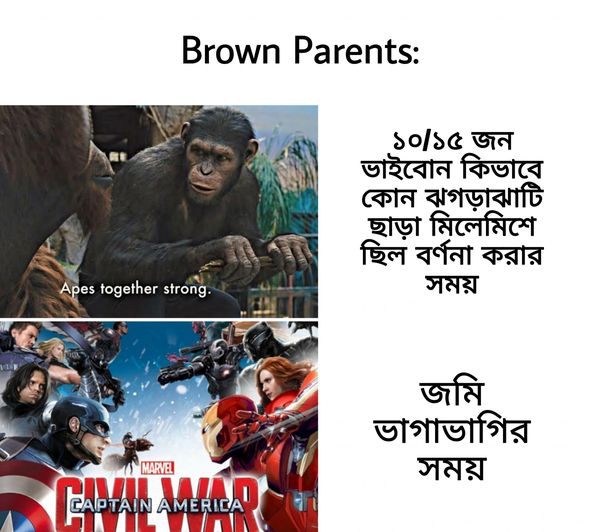 Brown Parents:
১০/১৫ জন
ভাইবোন কিভাবে
কোন ঝগড়াঝাটি
ছাড়া মিলেমিশে
ছিল বর্ণনা করার
সময়
Apes together strong.
MARVEL
CAPTAIN AMERICA
CIVIL WAR
জমি
ভাগাভাগির
সময়